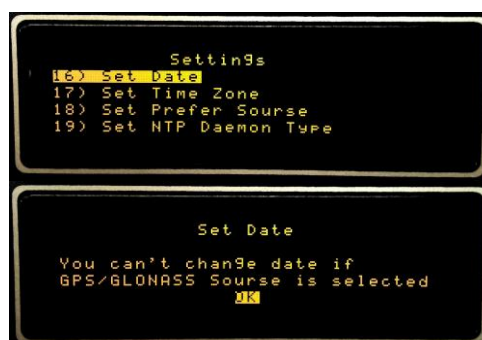 Settings
16) Set Date
17) Set Time Zone
18) Set Prefer Sourse
19) Set NTP Daemon Type
Set Date
You can't change date if
GPS/GLONASS Sourse is selected
OK